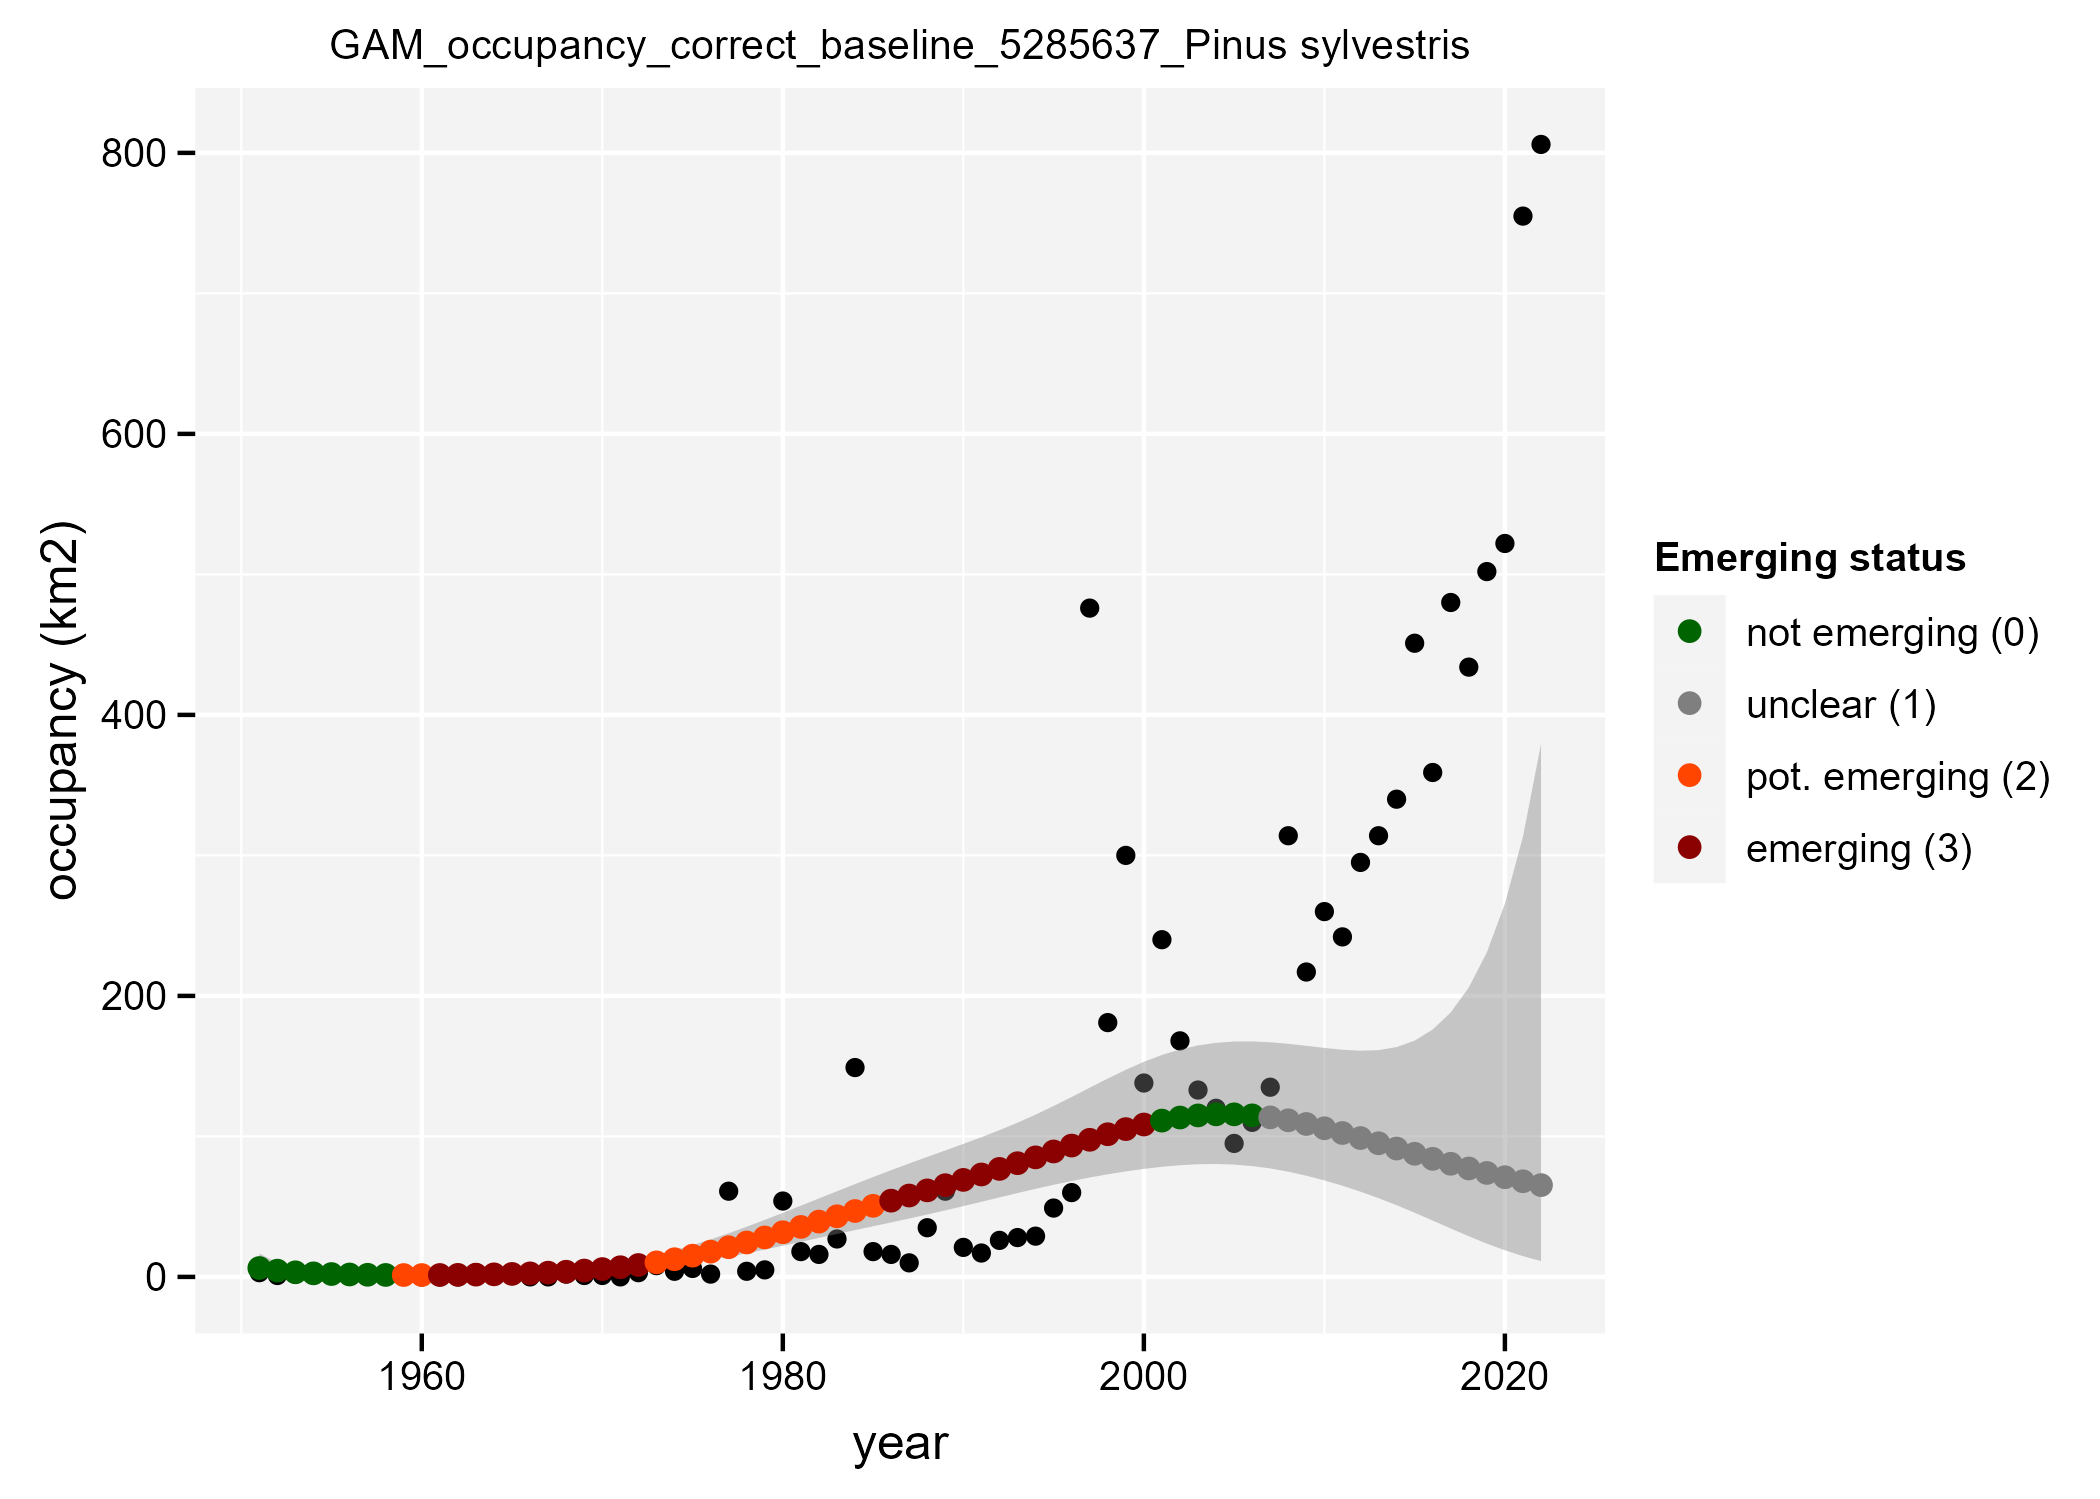 GAM_occupancy_correct_baseline_5285637_Pinus sylvestris
800
600
400
200
0
occupancy (km2)
1960 1980 2000 2020
year
Emerging status
not emerging (0)
unclear (1)
pot. emerging (2)
emerging (3)